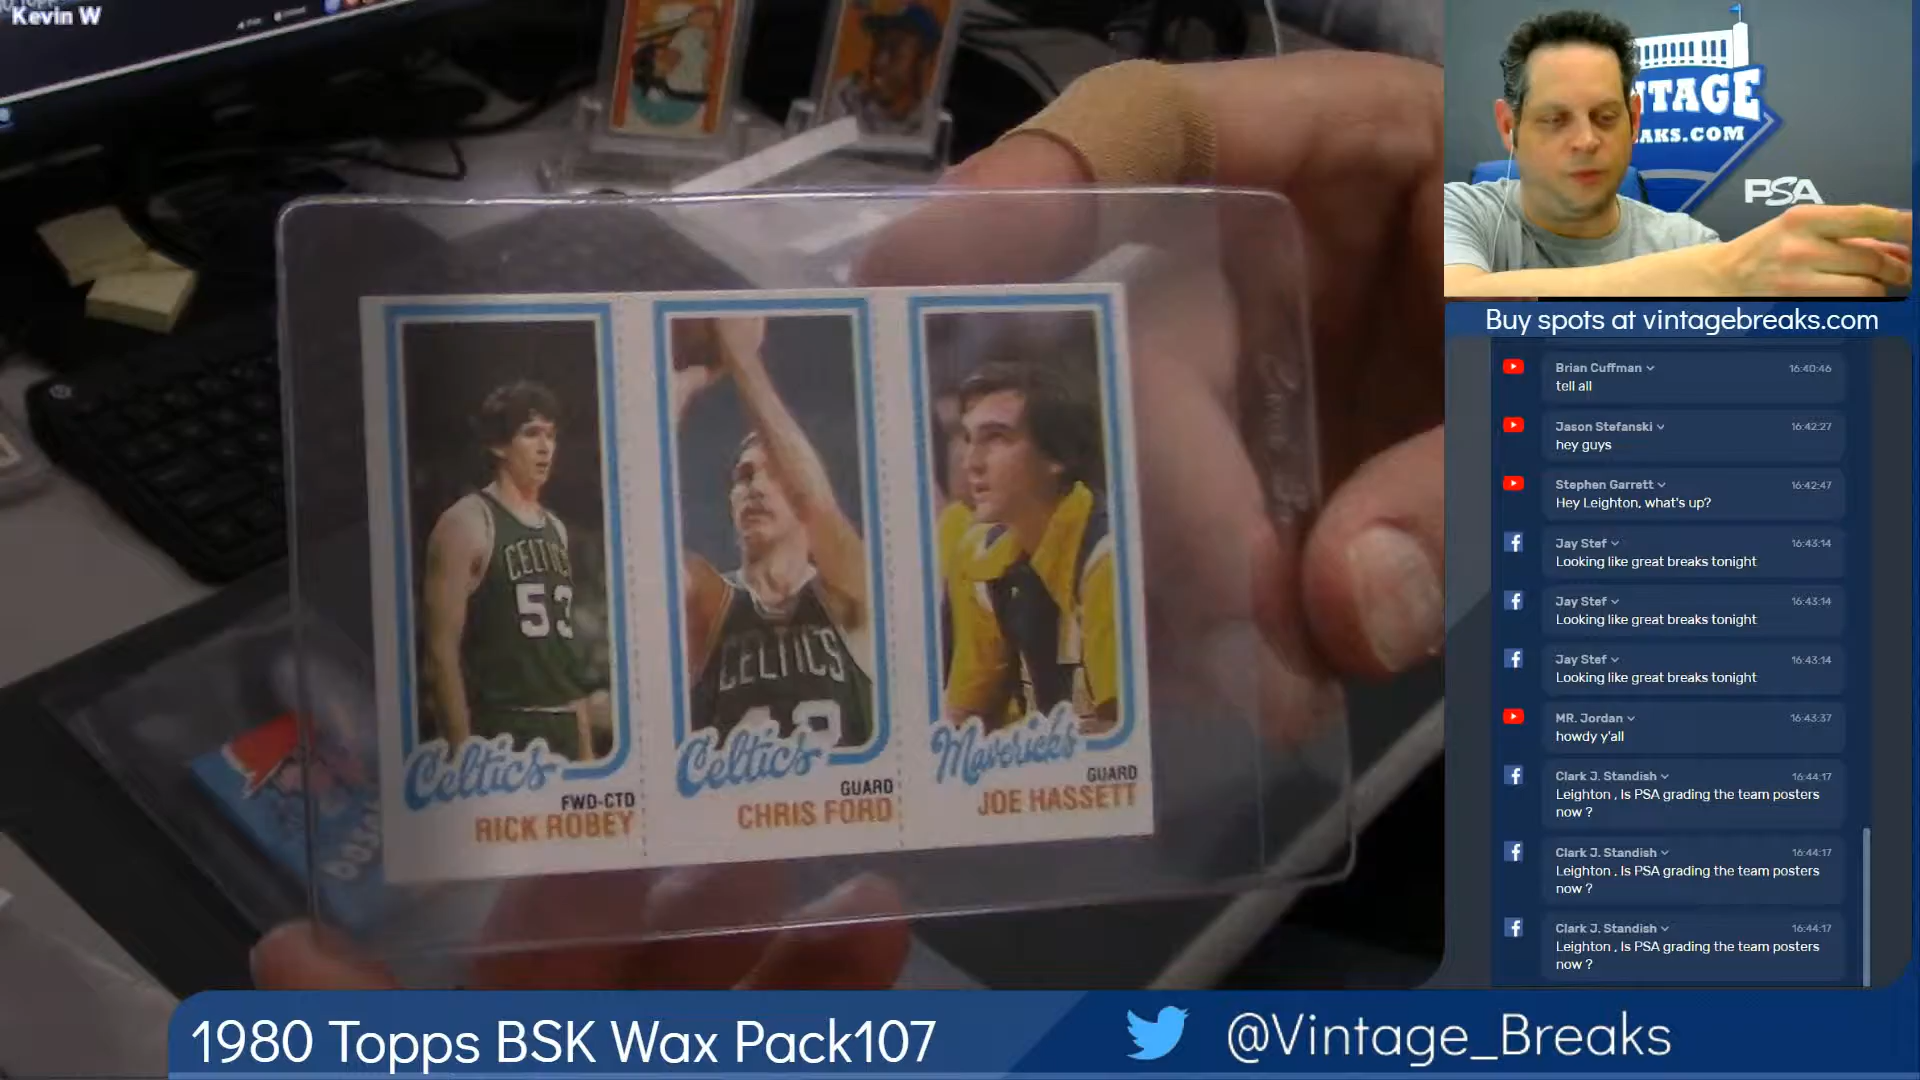 Kevin W
CELTICS
53
Celtics
FWD-CTD
RICK ROBEY
CELTICS
Celtics
GUARD
CHRIS FORD
Mavericks
GUARD
JOE HASSETT
NTAGE
AKS.COM
PSA
Buy spots at vintagebreaks.com
Brian Cuffman 16:40:46
tell all
Jason Stefanski 16:42:27
hey guys
Stephen Garrett 16:42:47
Hey Leighton, what's up?
Jay Stef 16:43:14
Looking like great breaks tonight
Jay Stef 16:43:14
Looking like great breaks tonight
Jay Stef 16:43:14
Looking like great breaks tonight
MR. Jordan 16:43:37
howdy y'all
Clark J. Standish 16:44:17
Leighton , Is PSA grading the team posters
now ?
Clark J. Standish 16:44:17
Leighton , Is PSA grading the team posters
now ?
Clark J. Standish 16:44:17
Leighton , Is PSA grading the team posters
now ?
1980 Topps BSK Wax Pack107
@Vintage_Breaks